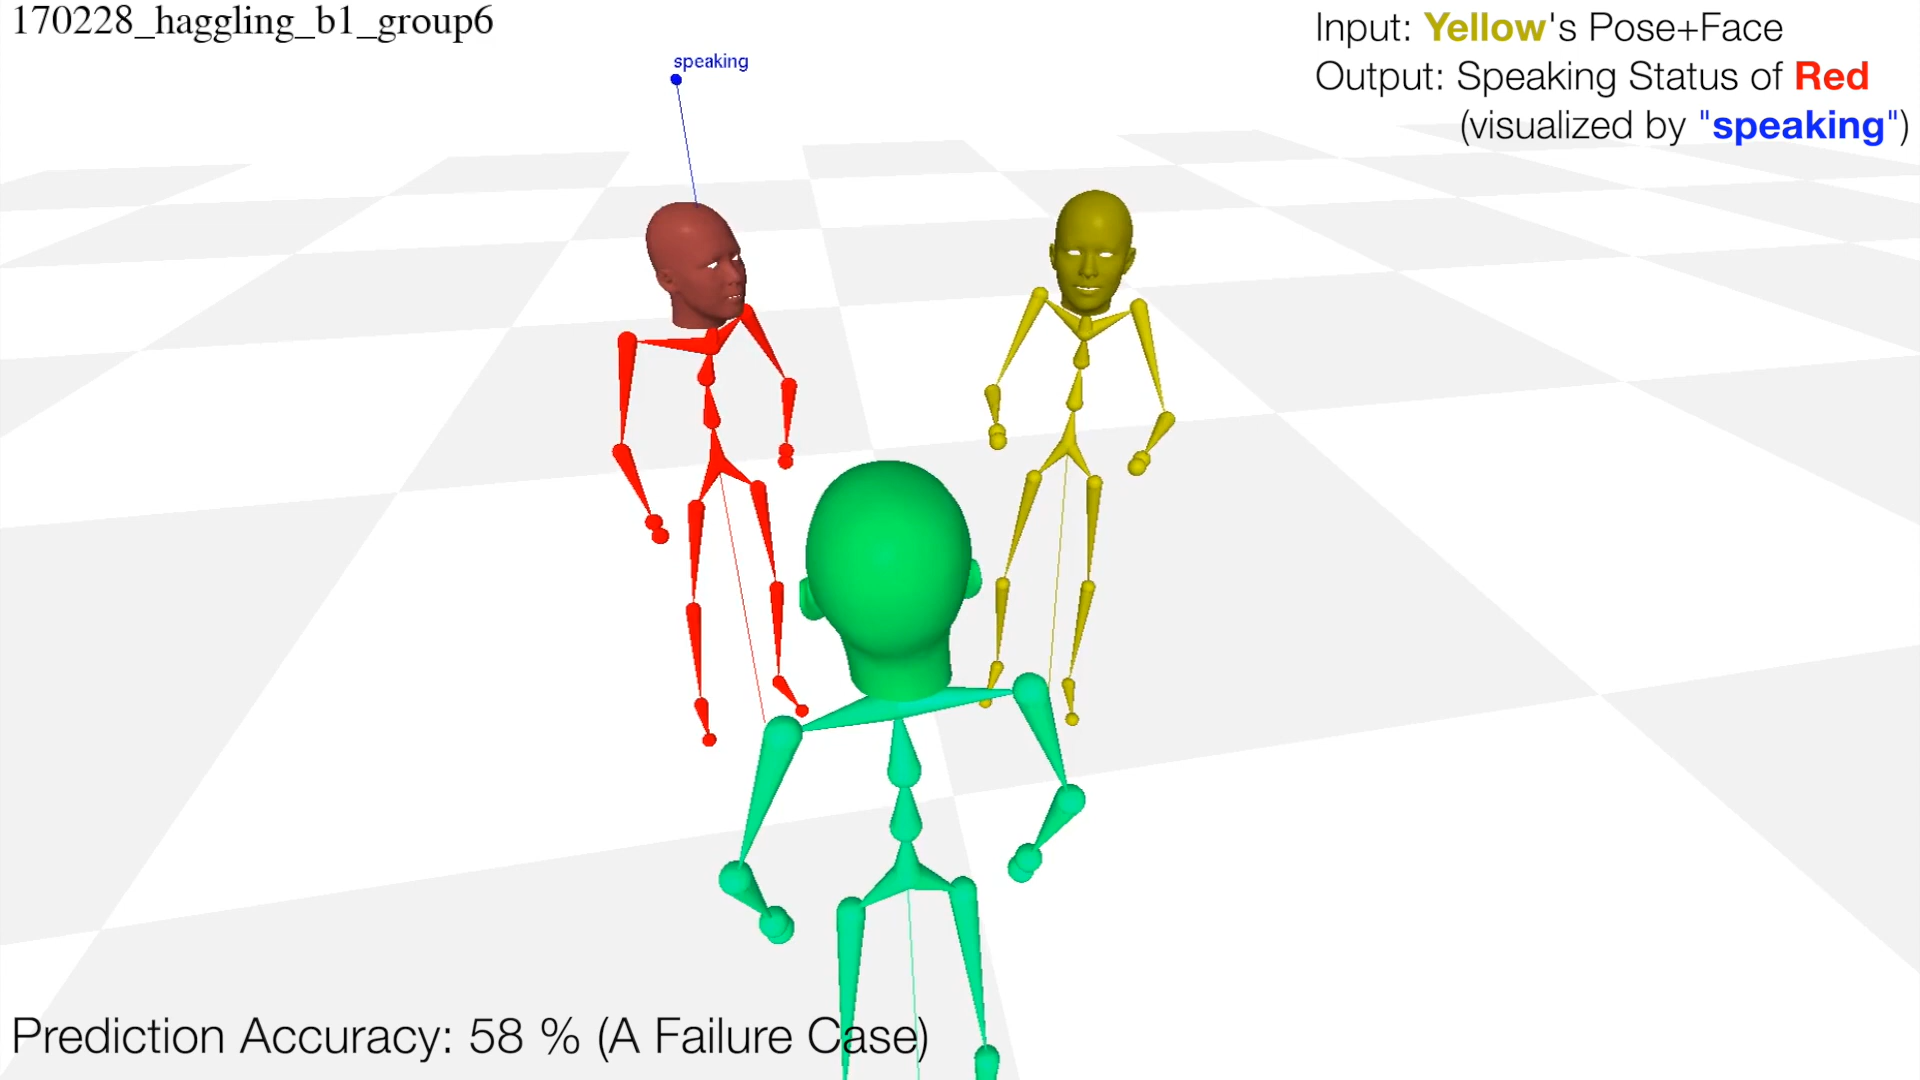 170228_haggling_b1_group6
Input: Yellow's Pose+Face
Output: Speaking Status of Red
(visualized by "speaking")
speaking
Prediction Accuracy: 58 % (A Failure Case)